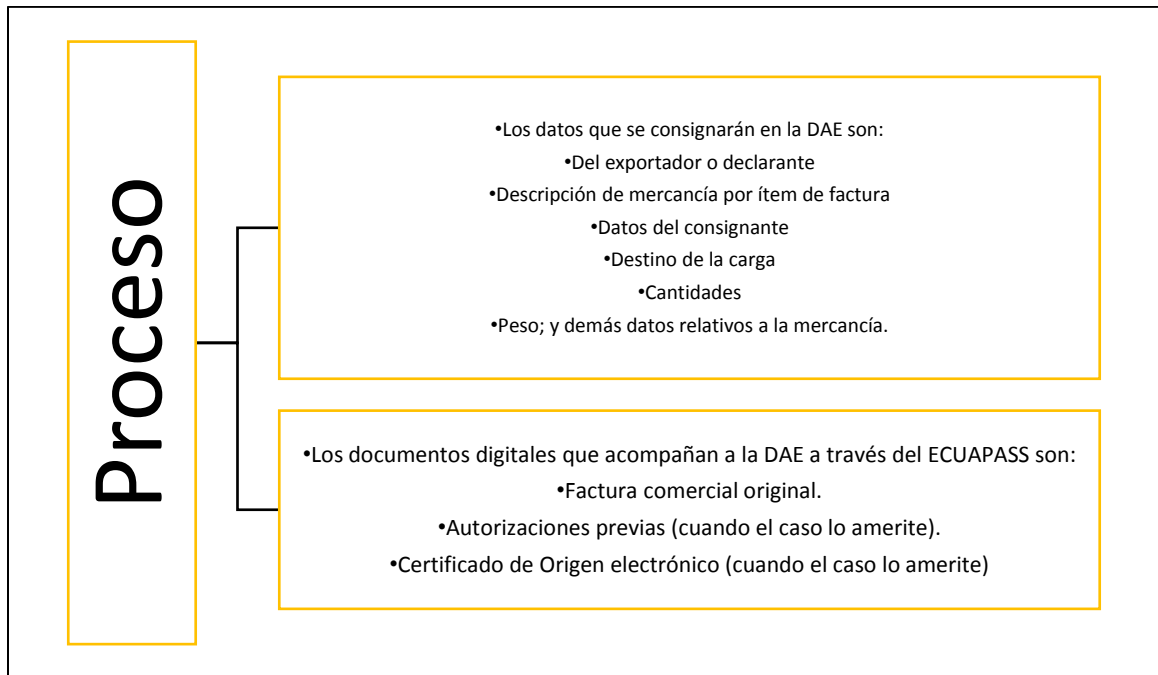 Proceso
•Los datos que se consignarán en la DAE son:
•Del exportador o declarante
•Descripción de mercancía por ítem de factura
•Datos del consignante
•Destino de la carga
•Cantidades
•Peso; y demás datos relativos a la mercancía.
•Los documentos digitales que acompañan a la DAE a través del ECUAPASS son:
•Factura comercial original.
•Autorizaciones previas (cuando el caso lo amerite).
•Certificado de Origen electrónico (cuando el caso lo amerite)